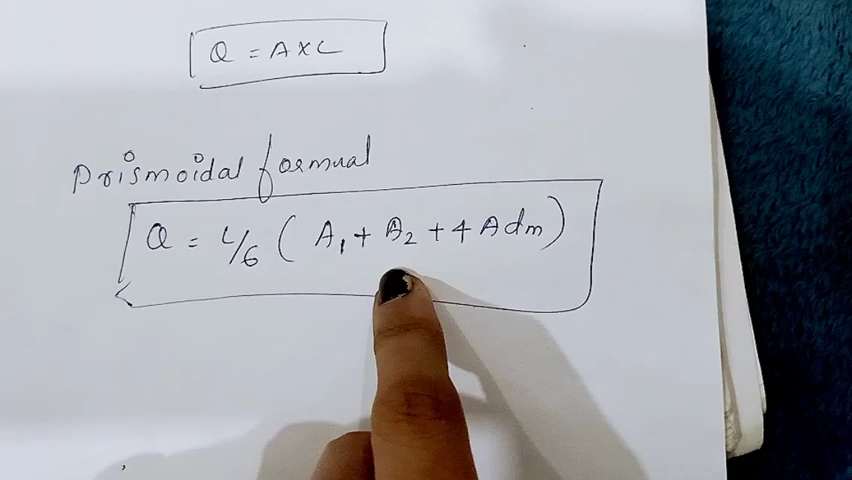 Q = A x L
Prismoidal formual
Q = L/6 ( A1 + A2 + 4 Adm )